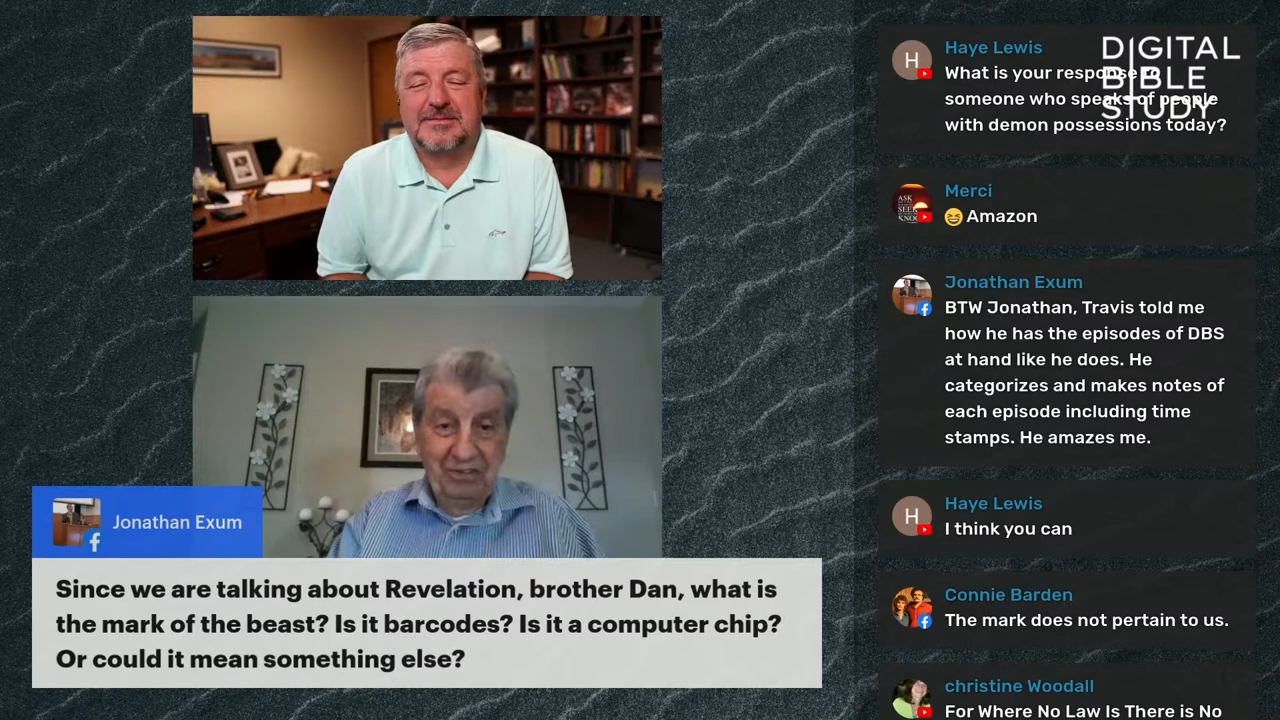 Haye Lewis
What is your response to
someone who speaks of people
with demon possessions today?
DIGITAL
BIBLE
STUDY
Merci
😆 Amazon
Jonathan Exum
BTW Jonathan, Travis told me
how he has the episodes of DBS
at hand like he does. He
categorizes and makes notes of
each episode including time
stamps. He amazes me.
Haye Lewis
I think you can
Connie Barden
The mark does not pertain to us.
christine Woodall
For Where No Law Is There is No
Jonathan Exum
Since we are talking about Revelation, brother Dan, what is
the mark of the beast? Is it barcodes? Is it a computer chip?
Or could it mean something else?
H
H
ASK
SEEK